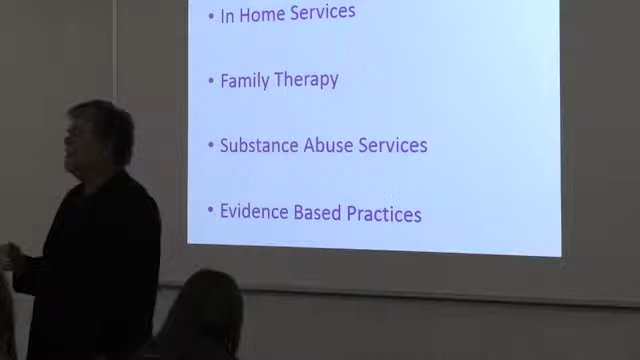 • In Home Services
• Family Therapy
• Substance Abuse Services
• Evidence Based Practices